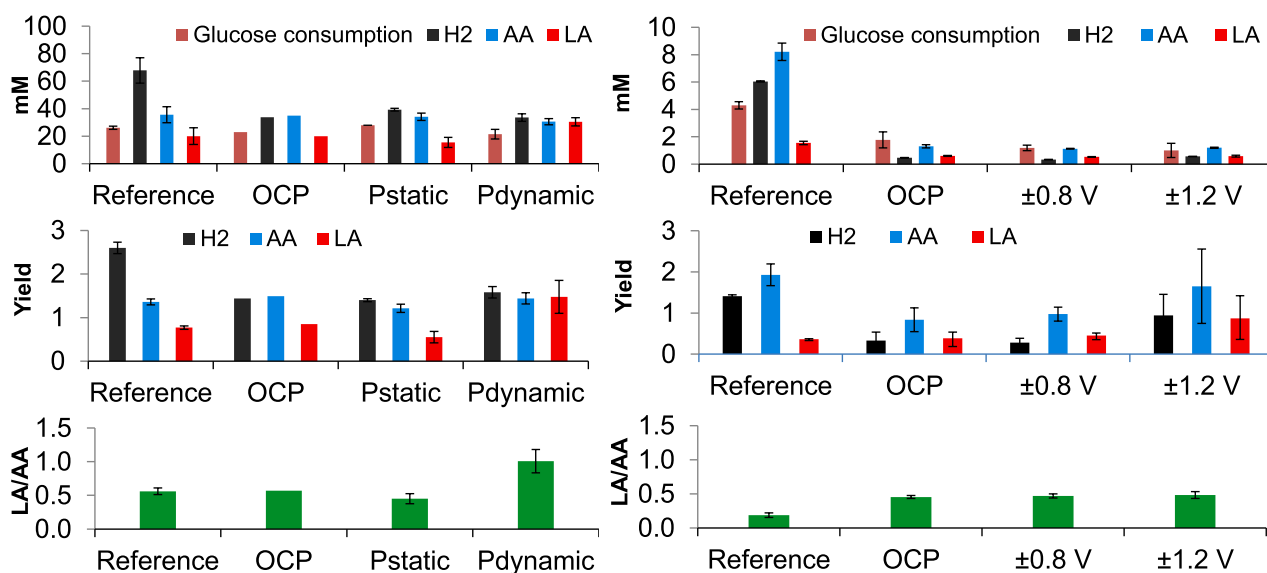 100
80
60
40
20
0
mM
Glucose consumption H2 AA LA
Reference OCP Pstatic Pdynamic
3
2
1
0
Yield
H2 AA LA
Reference OCP Pstatic Pdynamic
1.5
1.0
0.5
0.0
LA/AA
Reference OCP Pstatic Pdynamic
10
8
6
4
2
0
mM
Glucose consumption H2 AA LA
Reference OCP ±0.8 V ±1.2 V
3
2
1
0
Yield
H2 AA LA
Reference OCP ±0.8 V ±1.2 V
1.5
1.0
0.5
0.0
LA/AA
Reference OCP ±0.8 V ±1.2 V